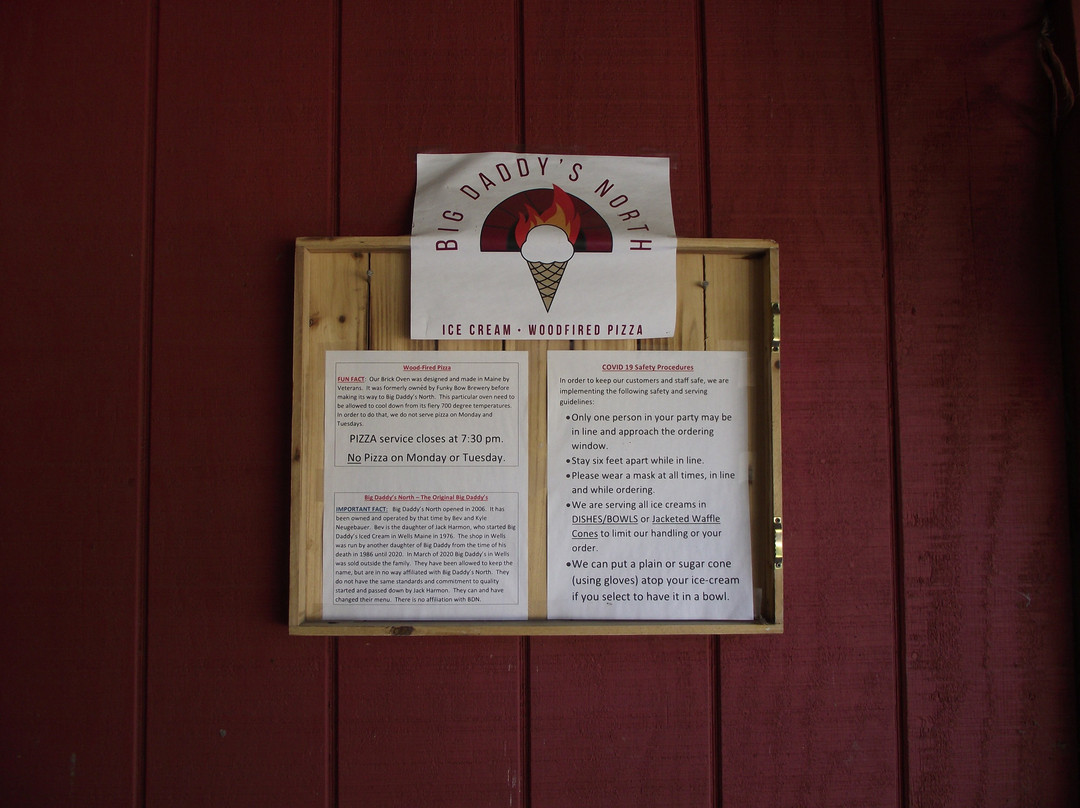 BIG DADDY'S NORTH
ICE CREAM • WOODFIRED PIZZA
Wood-Fired Pizza
FUN FACT: Our Brick Oven was designed and made in Maine by
Veterans. It was formerly owned by Funky Bow Brewery before
making its way to Big Daddy's North. This particular oven need to
be allowed to cool down from its fiery 700 degree temperatures.
In order to do that, we do not serve pizza on Monday and
Tuesdays.
PIZZA service closes at 7:30 pm.
No Pizza on Monday or Tuesday.
Big Daddy's North – The Original Big Daddy's
IMPORTANT FACT: Big Daddy's North opened in 2006. It has
been owned and operated by that time by Bev and Kyle
Neugebauer. Bev is the daughter of Jack Harmon, who started Big
Daddy's Iced Cream in Wells Maine in 1976. The shop in Wells
was run by another daughter of Big Daddy from the time of his
death in 1986 until 2020. In March of 2020 Big Daddy's in Wells
was sold outside the family. They have been allowed to keep the
name, but are in no way affiliated with Big Daddy's North. They
do not have the same standards and commitment to quality
started and passed down by Jack Harmon. They can and have
changed their menu. There is no affiliation with BDN.
COVID 19 Safety Procedures
In order to keep our customers and staff safe, we are
implementing the following safety and serving
guidelines:
• Only one person in your party may be
in line and approach the ordering
window.
• Stay six feet apart while in line.
• Please wear a mask at all times, in line
and while ordering.
• We are serving all ice creams in
DISHES/BOWLS or Jacketed Waffle
Cones to limit our handling or your
order.
• We can put a plain or sugar cone
(using gloves) atop your ice-cream
if you select to have it in a bowl.